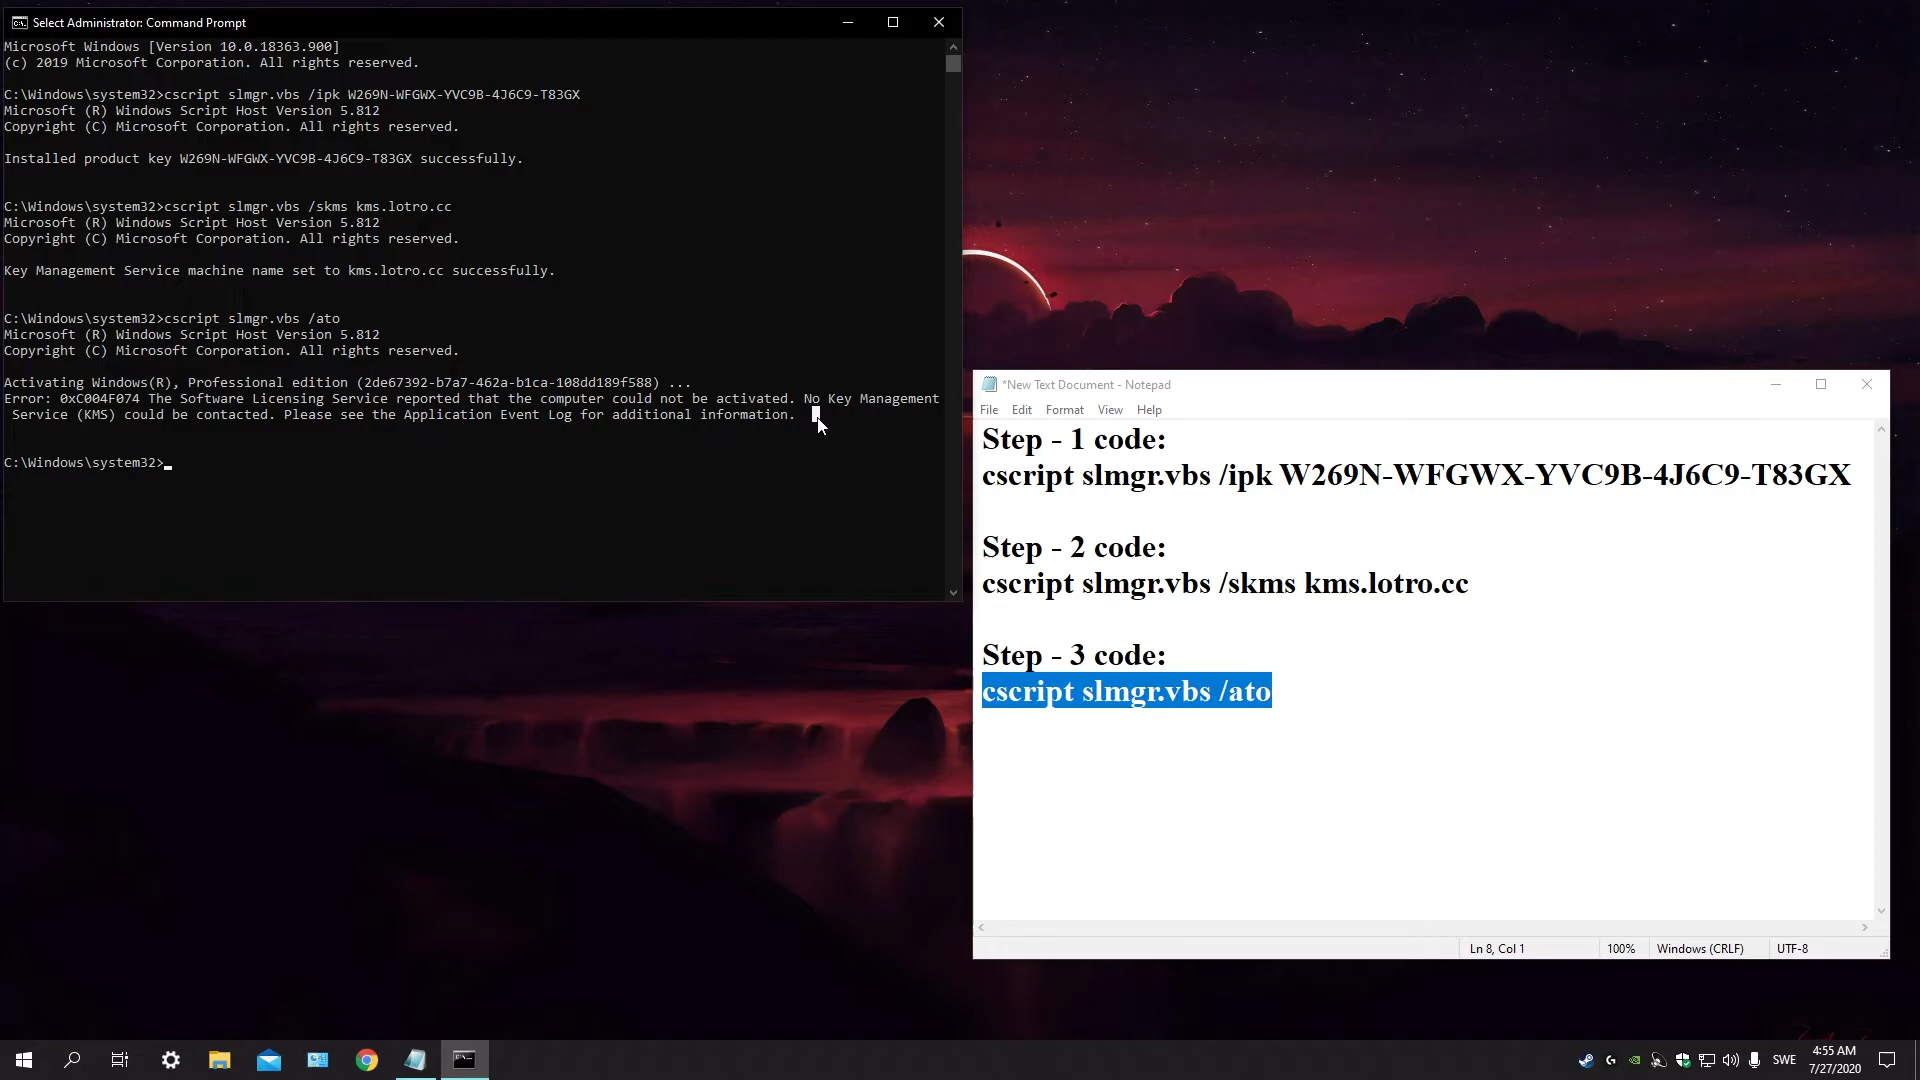 Select Administrator: Command Prompt
Microsoft Windows [Version 10.0.18363.900]
(c) 2019 Microsoft Corporation. All rights reserved.
C:\Windows\system32>cscript slmgr.vbs /ipk W269N-WFGWX-YVC9B-4J6C9-T83GX
Microsoft (R) Windows Script Host Version 5.812
Copyright (C) Microsoft Corporation. All rights reserved.
Installed product key W269N-WFGWX-YVC9B-4J6C9-T83GX successfully.
C:\Windows\system32>cscript slmgr.vbs /skms kms.lotro.cc
Microsoft (R) Windows Script Host Version 5.812
Copyright (C) Microsoft Corporation. All rights reserved.
Key Management Service machine name set to kms.lotro.cc successfully.
C:\Windows\system32>cscript slmgr.vbs /ato
Microsoft (R) Windows Script Host Version 5.812
Copyright (C) Microsoft Corporation. All rights reserved.
Activating Windows(R), Professional edition (2de67392-b7a7-462a-b1ca-108dd189f588) ...
Error: 0xC004F074 The Software Licensing Service reported that the computer could not be activated. No Key Management
Service (KMS) could be contacted. Please see the Application Event Log for additional information.
C:\Windows\system32>
*New Text Document - Notepad
File Edit Format View Help
Step - 1 code:
cscript slmgr.vbs /ipk W269N-WFGWX-YVC9B-4J6C9-T83GX
Step - 2 code:
cscript slmgr.vbs /skms kms.lotro.cc
Step - 3 code:
cscript slmgr.vbs /ato
Ln 8, Col 1 100% Windows (CRLF) UTF-8
SWE 4:55 AM
7/27/2020